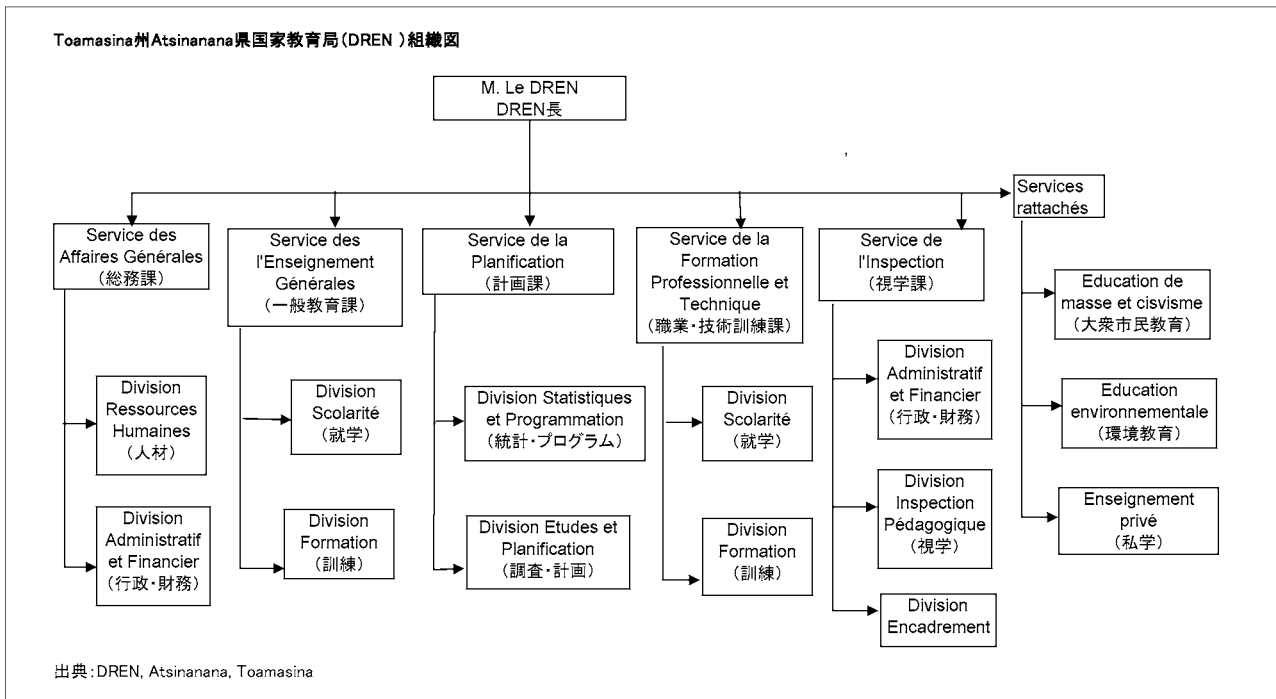 Toamasina州Atsinanana県国家教育局(DREN )組織図
M. Le DREN
DREN長
Services
rattachés
Service des
Affaires Générales
（総務課）
Service des
l'Enseignement
Générales
（一般教育課）
Service de la
Planification
（計画課）
Service de la
Formation
Professionnelle et
Technique
（職業・技術訓練課）
Service de
l'Inspection
（視学課）
Division
Ressources
Humaines
（人材）
Division
Administratif
et Financier
（行政・財務）
Division
Scolarité
（就学）
Division
Formation
（訓練）
Division Statistiques
et Programmation
（統計・プログラム）
Division Etudes et
Planification
（調査・計画）
Division
Scolarité
（就学）
Division
Formation
（訓練）
Division
Administratif
et Financier
（行政・財務）
Division
Inspection
Pédagogique
（視学）
Division
Encadrement
Education de
masse et cisvisme
（大衆市民教育）
Education
environnementale
（環境教育）
Enseignement
privé
（私学）
出典：DREN, Atsinanana, Toamasina